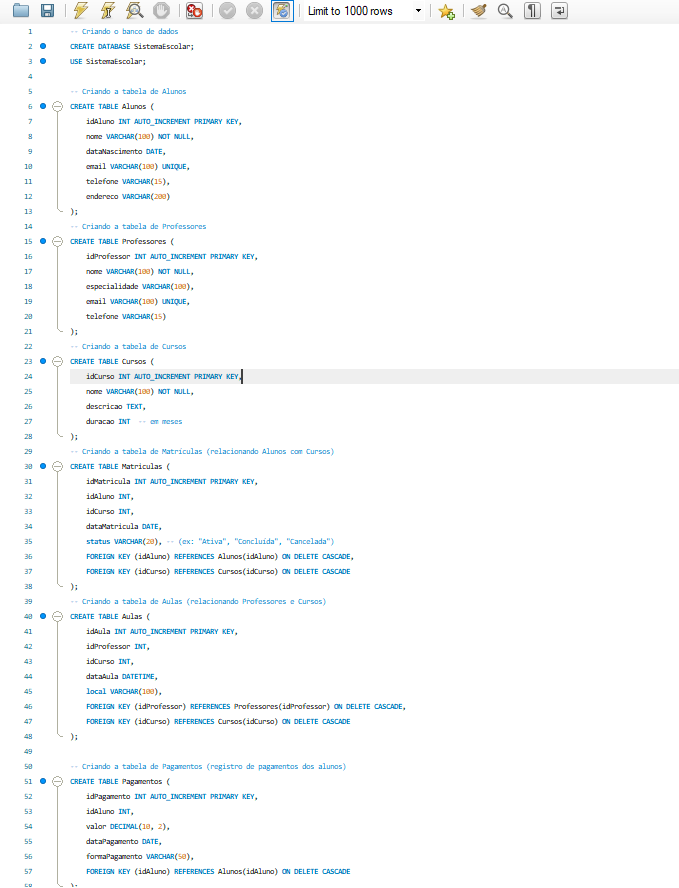 Limit to 1000 rows
1 -- Criando o banco de dados
2 CREATE DATABASE SistemaEscolar;
3 USE SistemaEscolar;
4
5 -- Criando a tabela de Alunos
6 CREATE TABLE Alunos (
7 idAluno INT AUTO_INCREMENT PRIMARY KEY,
8 nome VARCHAR(100) NOT NULL,
9 dataNascimento DATE,
10 email VARCHAR(100) UNIQUE,
11 telefone VARCHAR(15),
12 endereco VARCHAR(200)
13 );
14 -- Criando a tabela de Professores
15 CREATE TABLE Professores (
16 idProfessor INT AUTO_INCREMENT PRIMARY KEY,
17 nome VARCHAR(100) NOT NULL,
18 especialidade VARCHAR(100),
19 email VARCHAR(100) UNIQUE,
20 telefone VARCHAR(15)
21 );
22 -- Criando a tabela de Cursos
23 CREATE TABLE Cursos (
24 idCurso INT AUTO_INCREMENT PRIMARY KEY,
25 nome VARCHAR(100) NOT NULL,
26 descricao TEXT,
27 duracao INT -- em meses
28 );
29 -- Criando a tabela de Matrículas (relacionando Alunos com Cursos)
30 CREATE TABLE Matriculas (
31 idMatricula INT AUTO_INCREMENT PRIMARY KEY,
32 idAluno INT,
33 idCurso INT,
34 dataMatricula DATE,
35 status VARCHAR(20), -- (ex: "Ativa", "Concluída", "Cancelada")
36 FOREIGN KEY (idAluno) REFERENCES Alunos(idAluno) ON DELETE CASCADE,
37 FOREIGN KEY (idCurso) REFERENCES Cursos(idCurso) ON DELETE CASCADE
38 );
39 -- Criando a tabela de Aulas (relacionando Professores e Cursos)
40 CREATE TABLE Aulas (
41 idAula INT AUTO_INCREMENT PRIMARY KEY,
42 idProfessor INT,
43 idCurso INT,
44 dataAula DATETIME,
45 local VARCHAR(100),
46 FOREIGN KEY (idProfessor) REFERENCES Professores(idProfessor) ON DELETE CASCADE,
47 FOREIGN KEY (idCurso) REFERENCES Cursos(idCurso) ON DELETE CASCADE
48 );
49
50 -- Criando a tabela de Pagamentos (registro de pagamentos dos alunos)
51 CREATE TABLE Pagamentos (
52 idPagamento INT AUTO_INCREMENT PRIMARY KEY,
53 idAluno INT,
54 valor DECIMAL(10, 2),
55 dataPagamento DATE,
56 formaPagamento VARCHAR(50),
57 FOREIGN KEY (idAluno) REFERENCES Alunos(idAluno) ON DELETE CASCADE
58 );